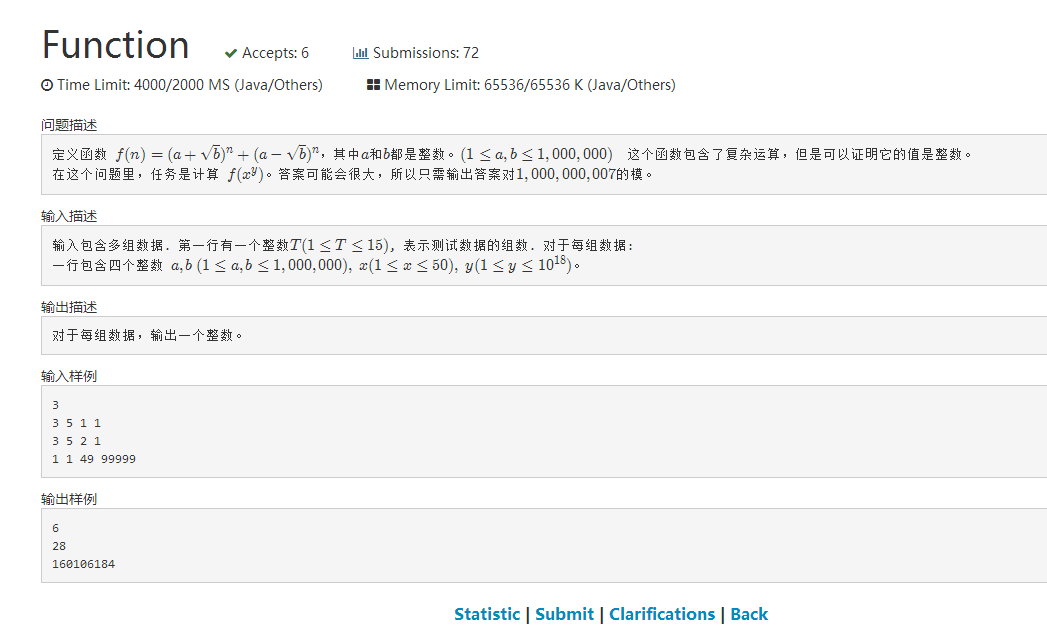 Function Accepts: 6 Submissions: 72
Time Limit: 4000/2000 MS (Java/Others) Memory Limit: 65536/65536 K (Java/Others)
问题描述
定义函数 f(n) = (a + √b)^n + (a − √b)^n，其中a和b都是整数。(1 ≤ a, b ≤ 1,000,000) 这个函数包含了复杂运算，但是可以证明它的值是整数。
在这个问题里，任务是计算 f(x^y)。答案可能会很大，所以只需输出答案对1,000,000,007的模。
输入描述
输入包含多组数据. 第一行有一个整数T(1 ≤ T ≤ 15), 表示测试数据的组数. 对于每组数据:
一行包含四个整数 a, b (1 ≤ a, b ≤ 1,000,000), x(1 ≤ x ≤ 50), y(1 ≤ y ≤ 10^18)。
输出描述
对于每组数据，输出一个整数。
输入样例
3
3 5 1 1
3 5 2 1
1 1 49 99999
输出样例
6
28
160106184
Statistic | Submit | Clarifications | Back